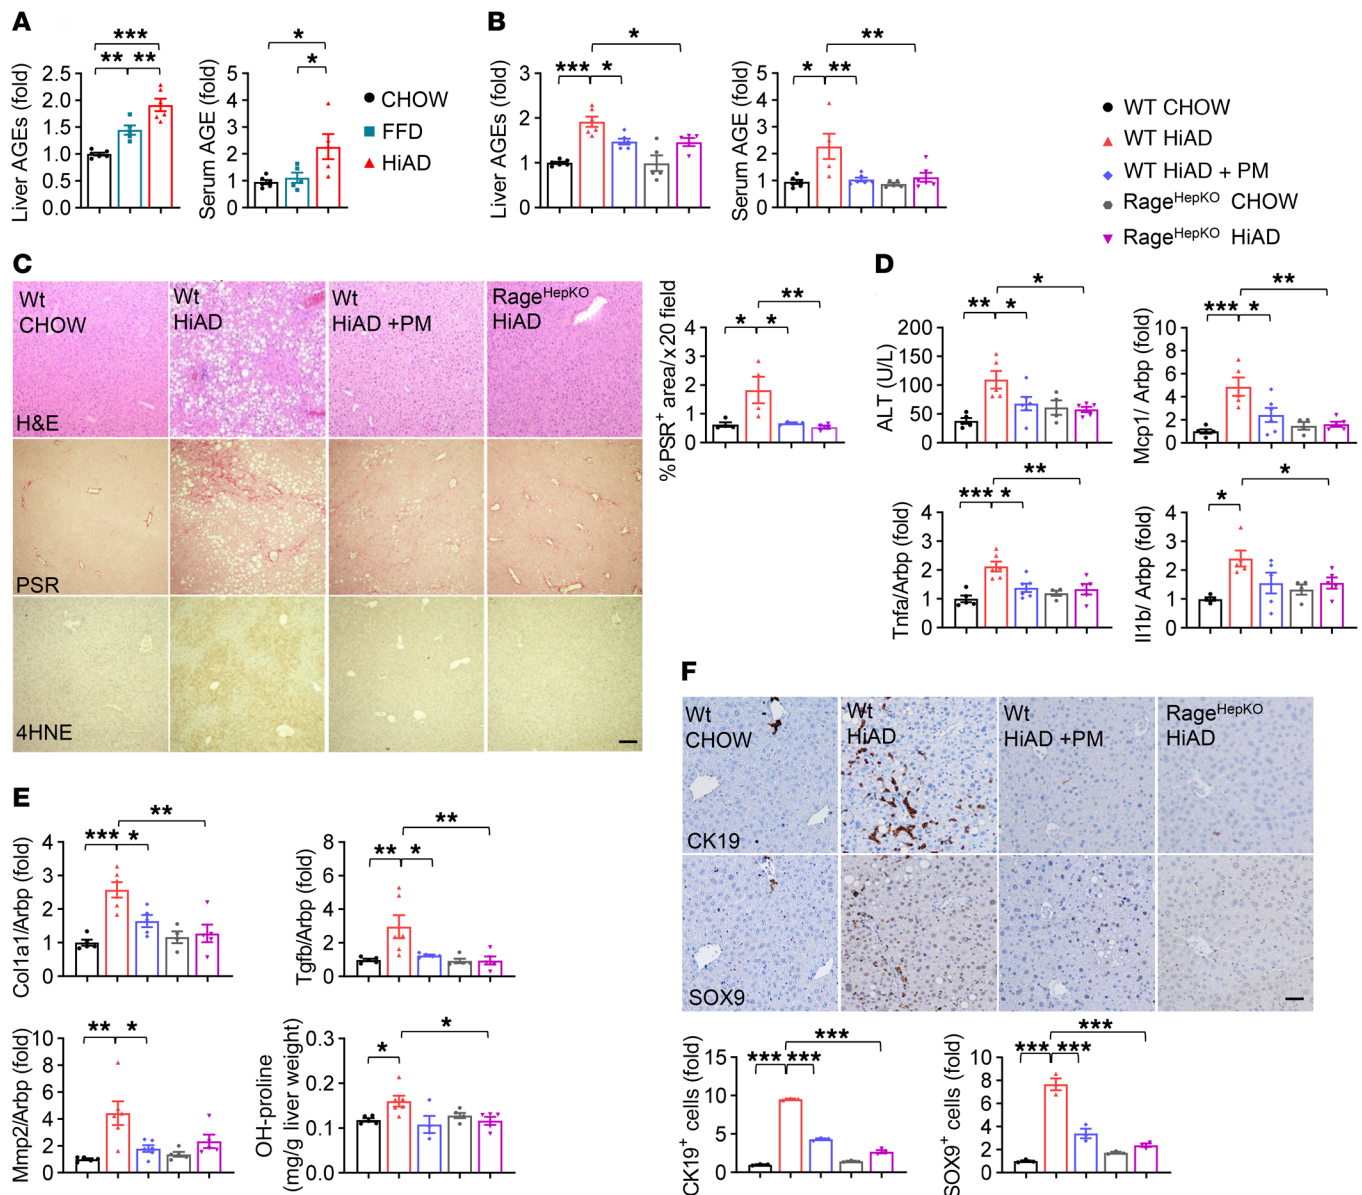 A
***
** **
Liver AGEs (fold)
2.5
2.0
1.5
1.0
0.5
0.0
*
*
Serum AGE (fold)
5
4
3
2
1
0
CHOW
FFD
HiAD
B
*
*** *
Liver AGEs (fold)
3
2
1
0
**
* **
Serum AGE (fold)
5
4
3
2
1
0
WT CHOW
WT HiAD
WT HiAD + PM
RageHepKO CHOW
RageHepKO HiAD
C
Wt
CHOW
Wt
HiAD
Wt
HiAD +PM
RageHepKO
HiAD
H&E
PSR
4HNE
**
* *
%PSR+ area/x20 field
4
3
2
1
0
D
*
** *
ALT (U/L)
200
150
100
50
0
**
*** *
Mcp1/ Arbp (fold)
10
8
6
4
2
0
**
*** *
Tnfa/Arbp (fold)
4
3
2
1
0
*
*
Il1b/ Arbp (fold)
4
3
2
1
0
E
**
*** *
Col1a1/Arbp (fold)
4
3
2
1
0
**
** *
Tgfb/Arbp (fold)
8
6
4
2
0
** *
Mmp2/Arbp (fold)
10
8
6
4
2
0
*
*
OH-proline
(mg/g liver weight)
0.3
0.2
0.1
0.0
F
Wt
CHOW
Wt
HiAD
Wt
HiAD +PM
RageHepKO
HiAD
CK19
SOX9
***
*** ***
CK19+ cells (fold)
15
10
5
0
***
*** ***
SOX9+ cells (fold)
10
8
6
4
2
0